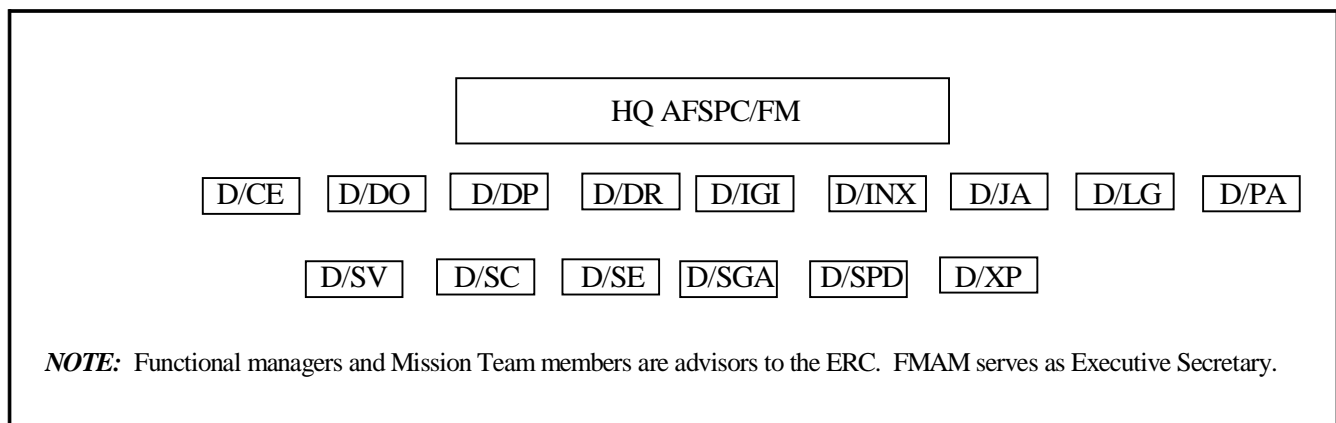 HQ AFSPC/FM
D/CE D/DO D/DP D/DR D/IGI D/INX D/JA D/LG D/PA
D/SV D/SC D/SE D/SGA D/SPD D/XP
NOTE: Functional managers and Mission Team members are advisors to the ERC. FMAM serves as Executive Secretary.